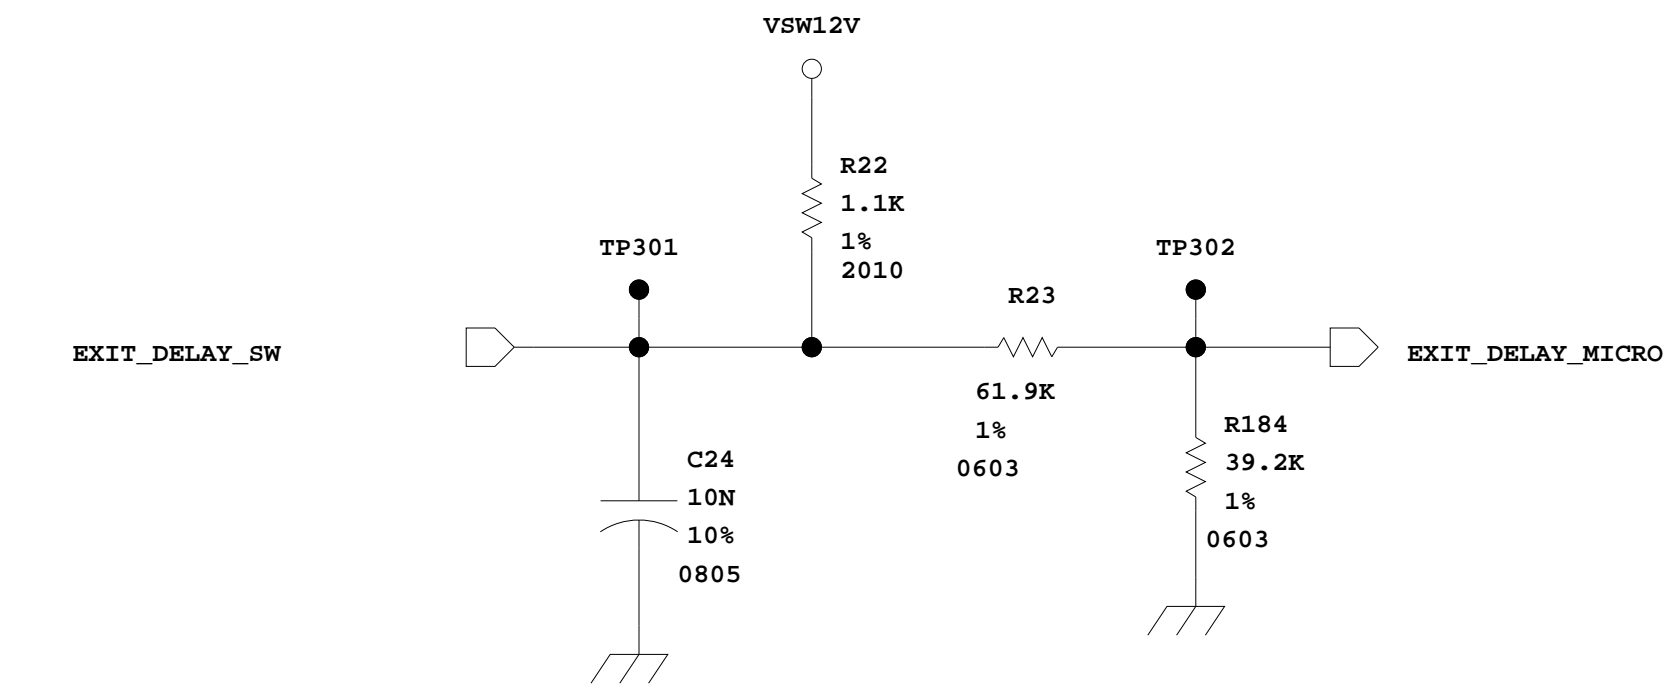 VSW12V
R22
1.1K
1%
2010
TP301
TP302
R23
EXIT_DELAY_SW
EXIT_DELAY_MICRO
61.9K
1%
0603
R184
39.2K
1%
0603
C24
10N
10%
0805